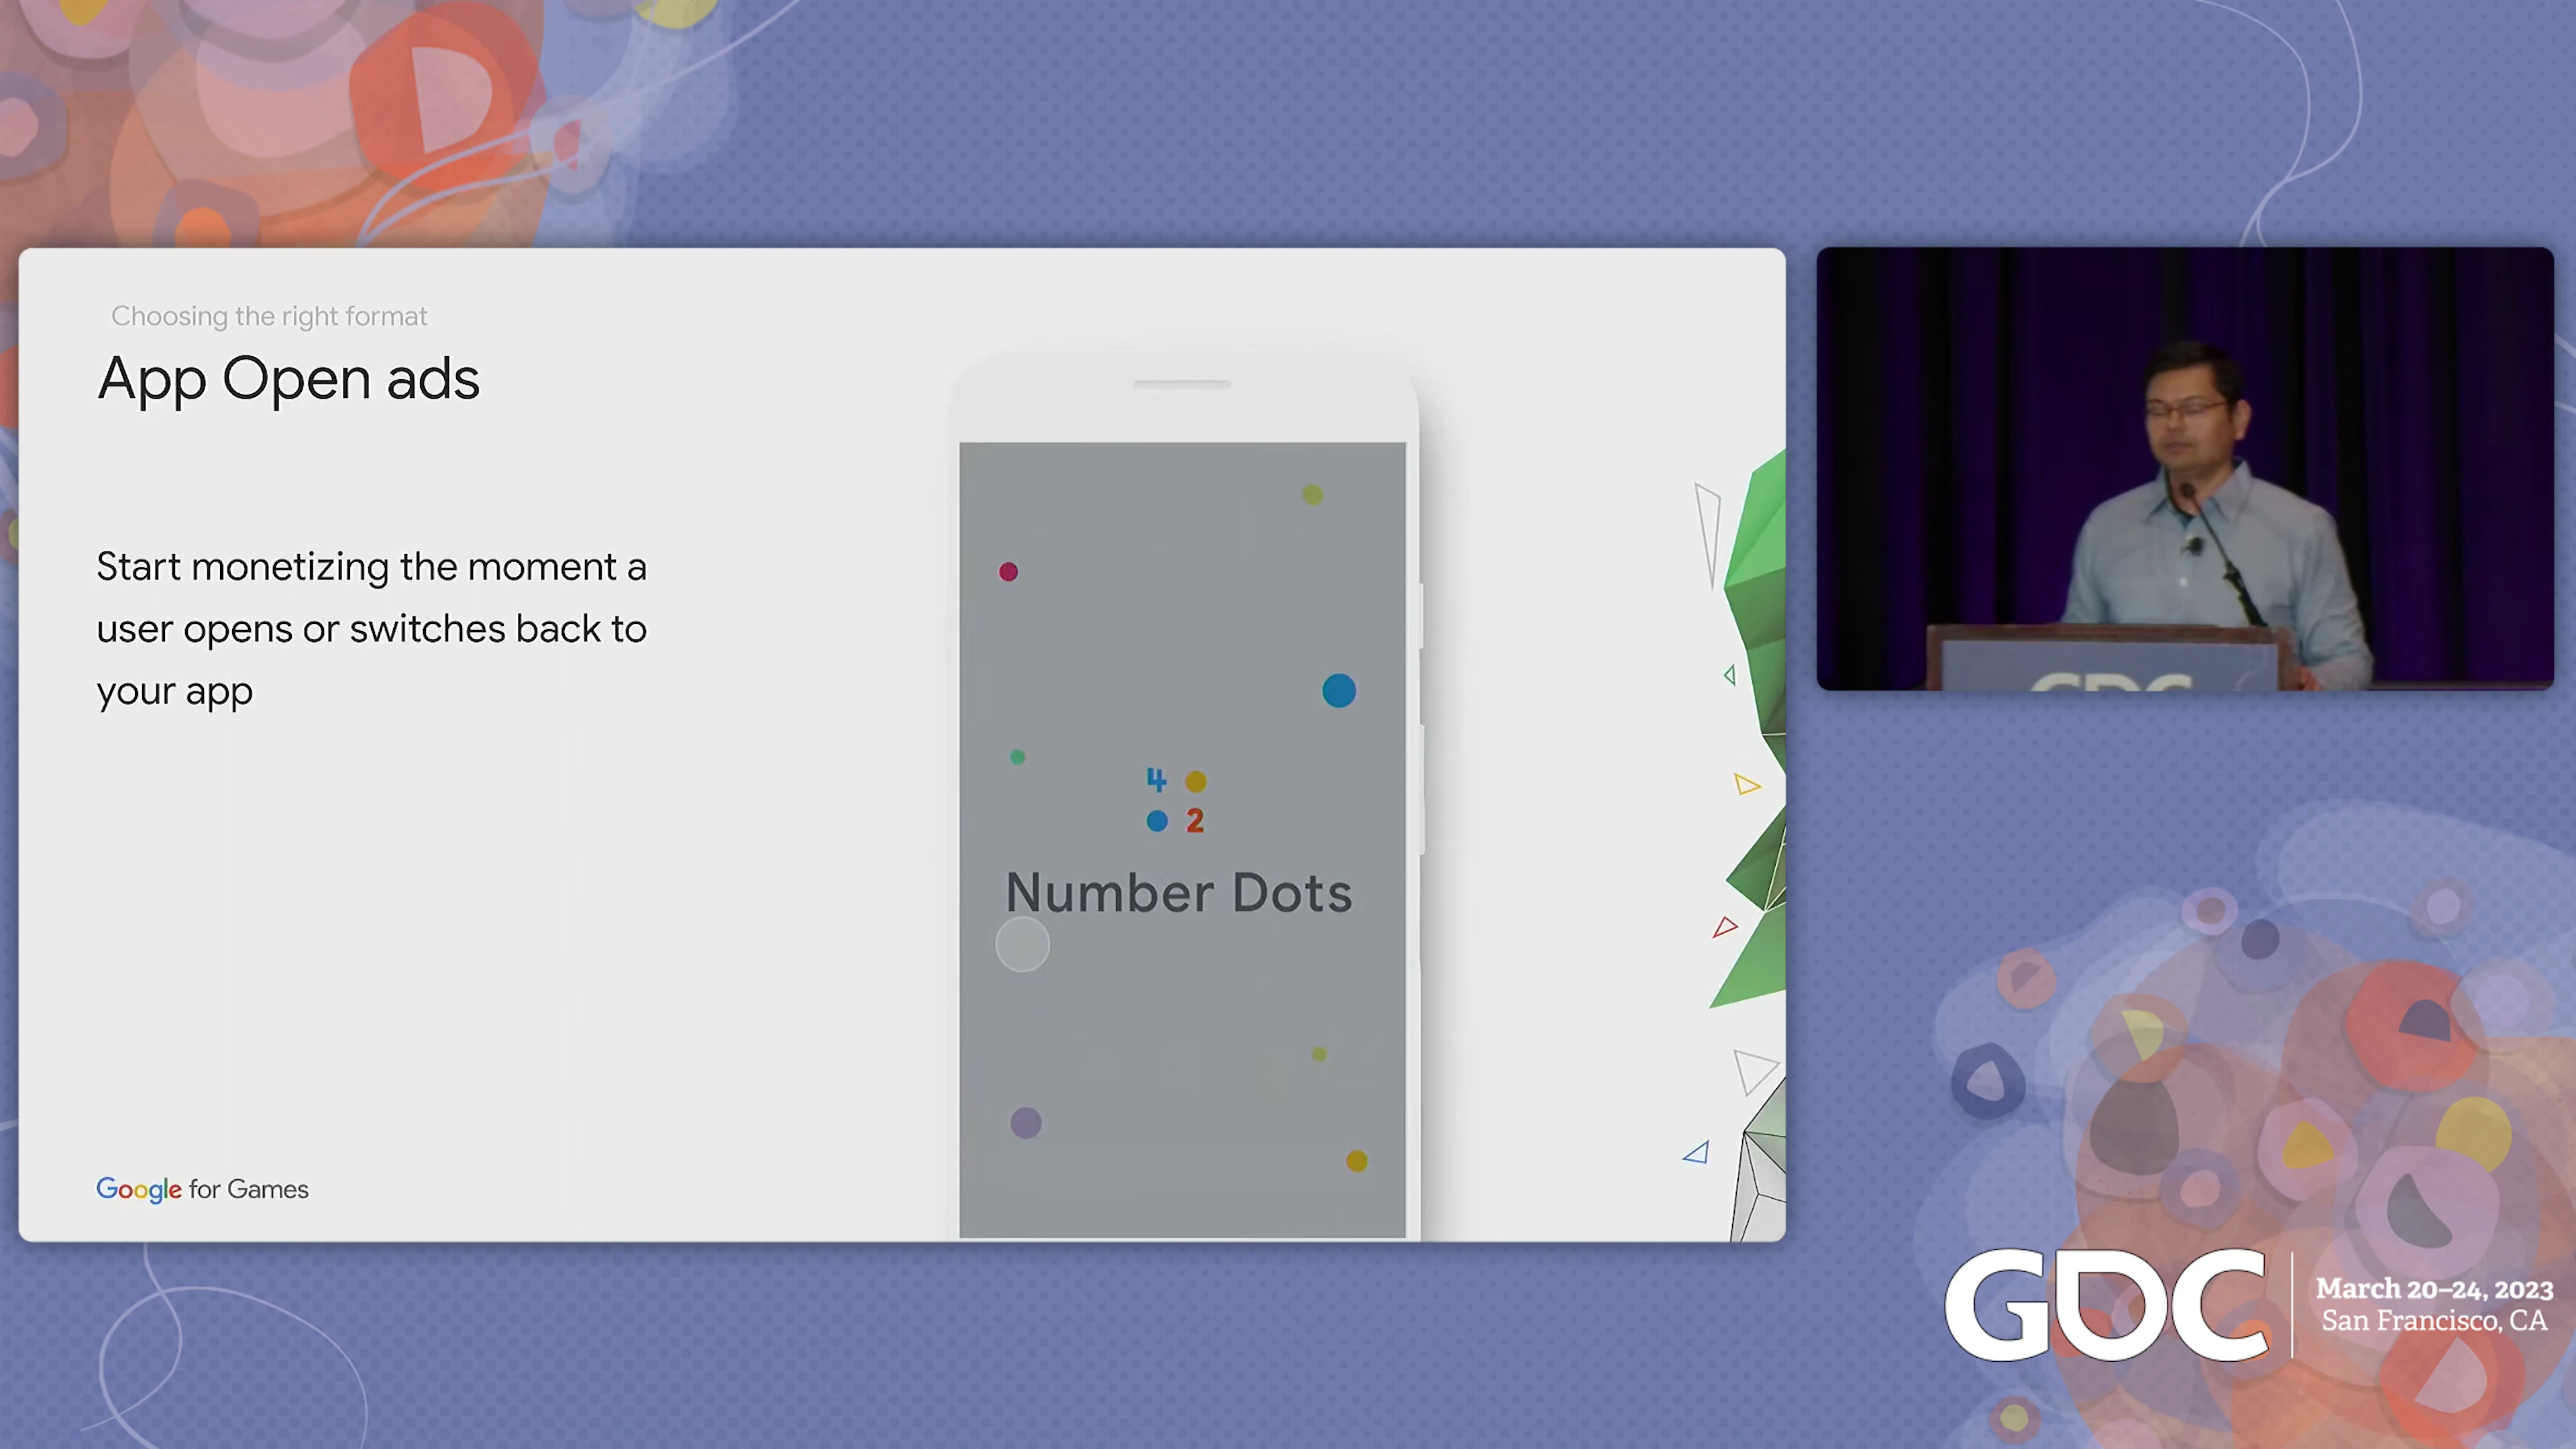 Choosing the right format
App Open ads
Start monetizing the moment a
user opens or switches back to
your app
4
2
Number Dots
Google for Games
GDC
GDC
March 20–24, 2023
San Francisco, CA